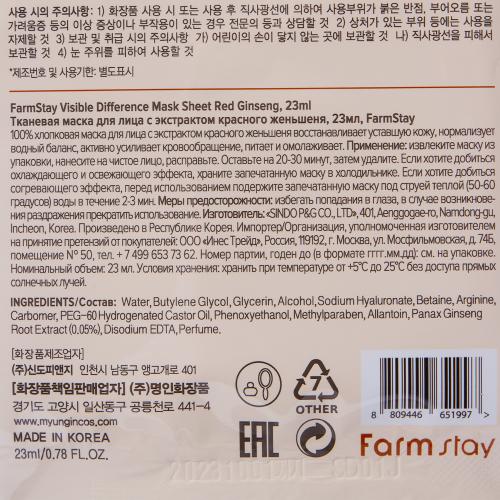 사용 시의 주의사항: 1) 화장품 사용 시 또는 사용 후 직사광선에 의하여 사용부위가 붉은 반점, 부어오름 또는
가려움증 등의 이상 증상이나 부작용이 있는 경우 전문의 등과 상담할 것 2) 상처가 있는 부위 등에는 사용을
자제할 것 3) 보관 및 취급 시의 주의사항 가) 어린이의 손이 닿지 않는 곳에 보관할 것 나) 직사광선을 피해서
보관할 것 4) 눈 주위를 피하여 사용할 것
*제조번호 및 사용기한: 별도표시
FarmStay Visible Difference Mask Sheet Red Ginseng, 23ml
Тканевая маска для лица с экстрактом красного женьшеня, 23мл, FarmStay
100% хлопковая маска для лица с экстрактом красного женьшеня восстанавливает уставшую кожу, нормализует
водный баланс, активно усиливает кровообращение, питает и омолаживает. Применение: извлеките маску из
упаковки, нанесите на чистое лицо, расправьте. Оставьте на 20-30 минут, затем удалите. Если хотите добиться
охлаждающего и освежающего эффекта, храните запечатанную маску в холодильнике. Если хотите добиться
согревающего эффекта, перед использованием подержите запечатанную маску под струей теплой (50-60
градусов) воды в течение 2-3 мин. Меры предосторожности: избегать попадания в глаза, в случае возникнове-
ния раздражения прекратить использование. Изготовитель: «SINDO P&G CO., LTD», 401, Aenggogae-ro, Namdong-gu,
Incheon, Korea. Произведено в Республике Корея. Импортер/Организация, уполномоченная изготовителем
на принятие претензий от покупателей: ООО «Инес Трейд», Россия, 119192, г. Москва, ул. Мосфильмовская, д. 74Б,
помещение № 50, тел. + 7 499 653 73 62. Номер партии, годен до (в формате гггг.мм.дд): см. на упаковке.
Номинальный объем: 23 мл. Условия хранения: хранить при температуре от +5°C до 25°C без доступа прямых
солнечных лучей.
INGREDIENTS/Состав: Water, Butylene Glycol, Glycerin, Alcohol, Sodium Hyaluronate, Betaine, Arginine,
Carbomer, PEG-60 Hydrogenated Castor Oil, Phenoxyethanol, Methylparaben, Allantoin, Panax Ginseng
Root Extract (0.05%), Disodium EDTA, Perfume.
[화장품제조업자]
(주)신도피앤지 인천시 남동구 앵고개로 401
[화장품책임판매업자] (주)명인화장품
경기도 고양시 일산동구 공릉천로 441-4
www.myungincos.com
MADE IN KOREA
23ml/0.78 FL.OZ.
7
OTHER
EAC
8 809446 651997 >
Farm stay